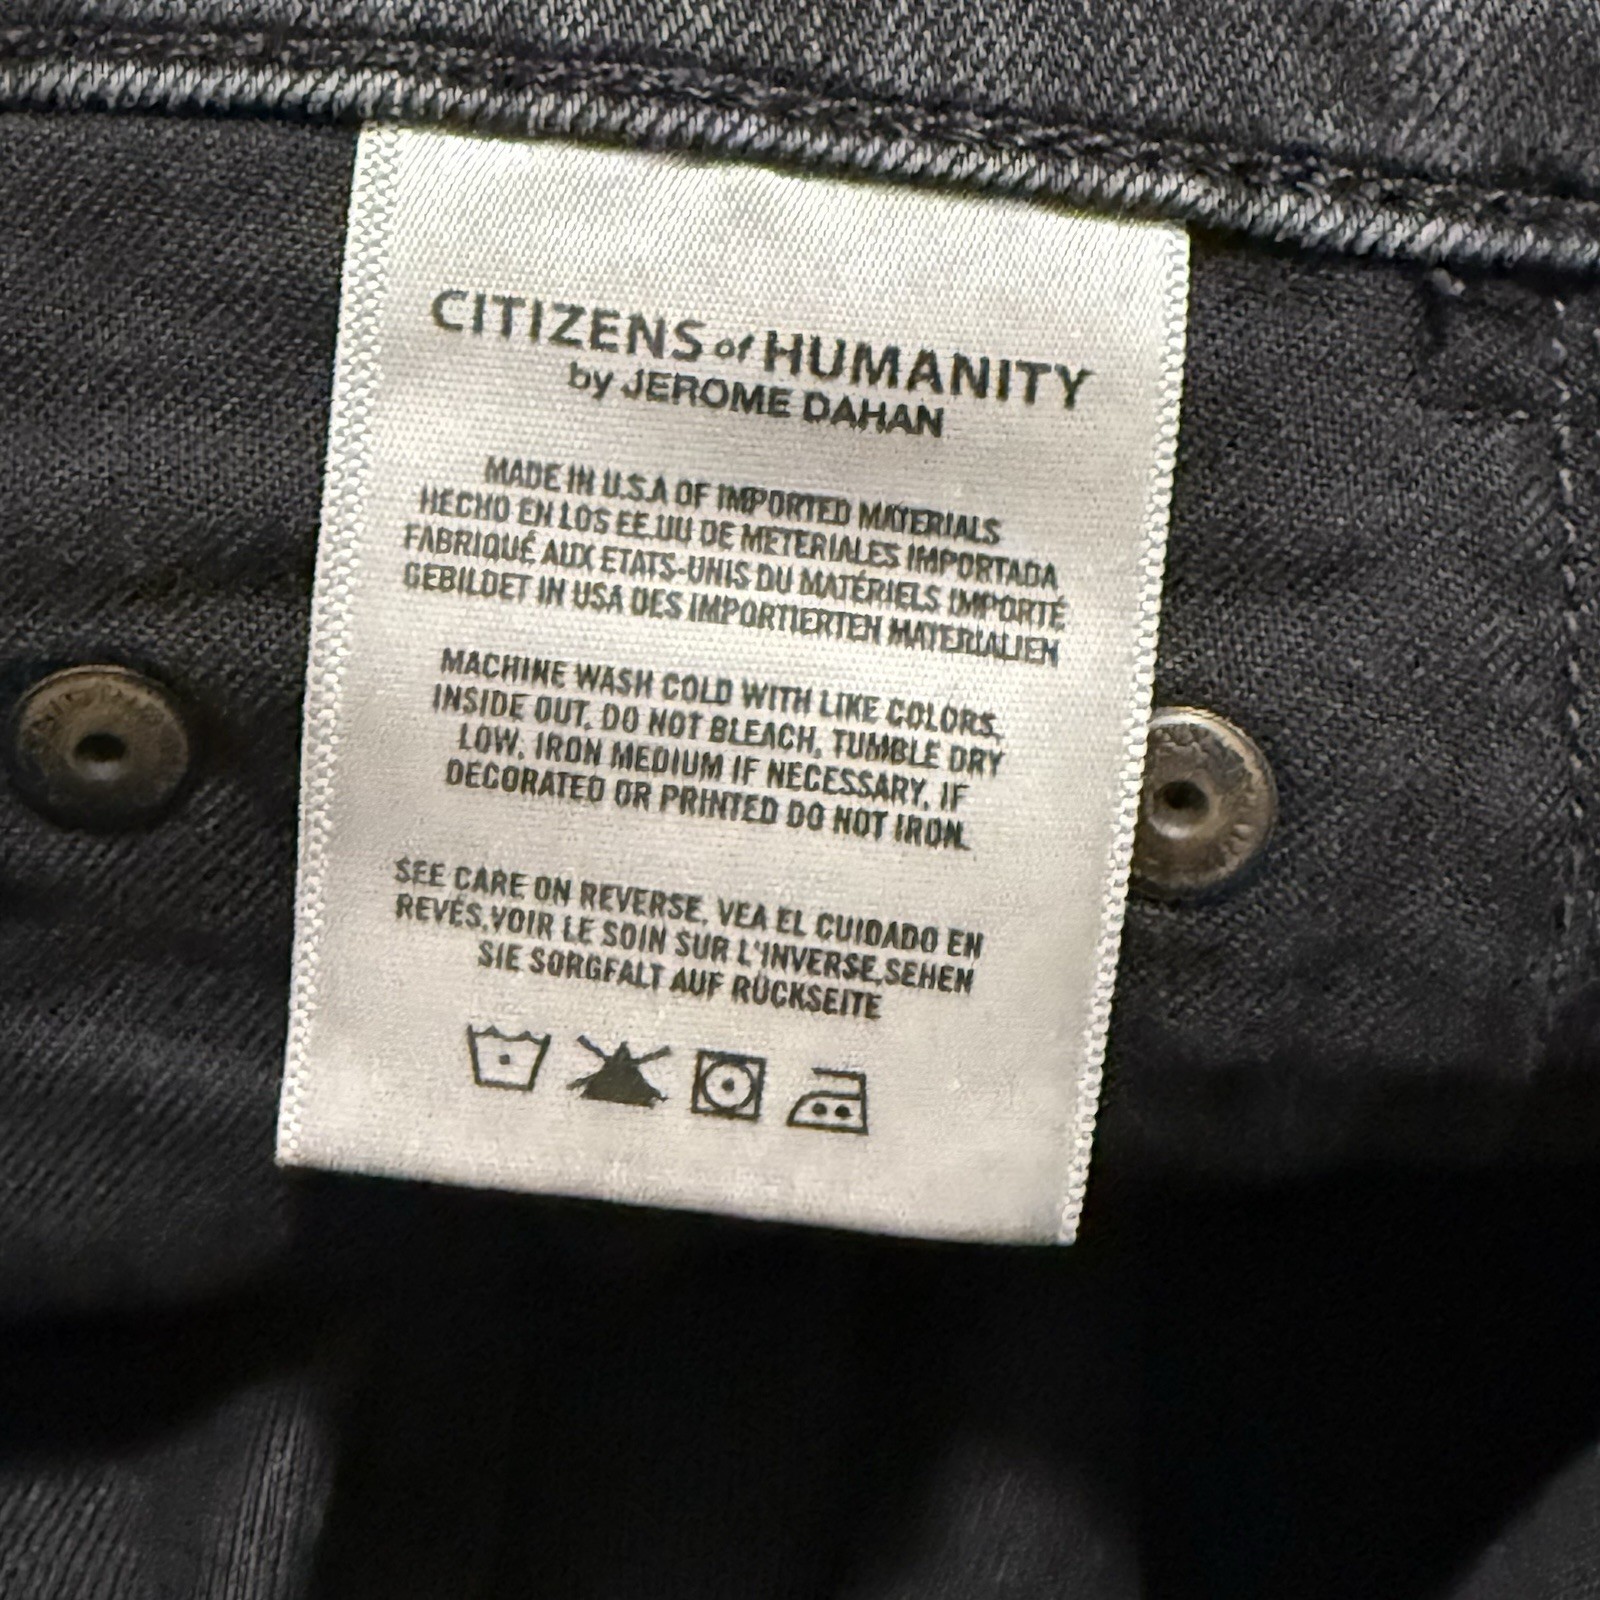 CITIZENS of HUMANITY
by JEROME DAHAN
MADE IN U.S.A OF IMPORTED MATERIALS
HECHO EN LOS EE.UU DE METERIALES IMPORTADA
FABRIQUÉ AUX ETATS-UNIS DU MATÉRIELS IMPORTÉ
GEBILDET IN USA DES IMPORTIERTEN MATERIALIEN
MACHINE WASH COLD WITH LIKE COLORS,
INSIDE OUT, DO NOT BLEACH, TUMBLE DRY
LOW, IRON MEDIUM IF NECESSARY, IF
DECORATED OR PRINTED DO NOT IRON.
SEE CARE ON REVERSE, VEA EL CUIDADO EN
REVÉS,VOIR LE SOIN SUR L'INVERSE,SEHEN
SIE SORGFALT AUF RÜCKSEITE